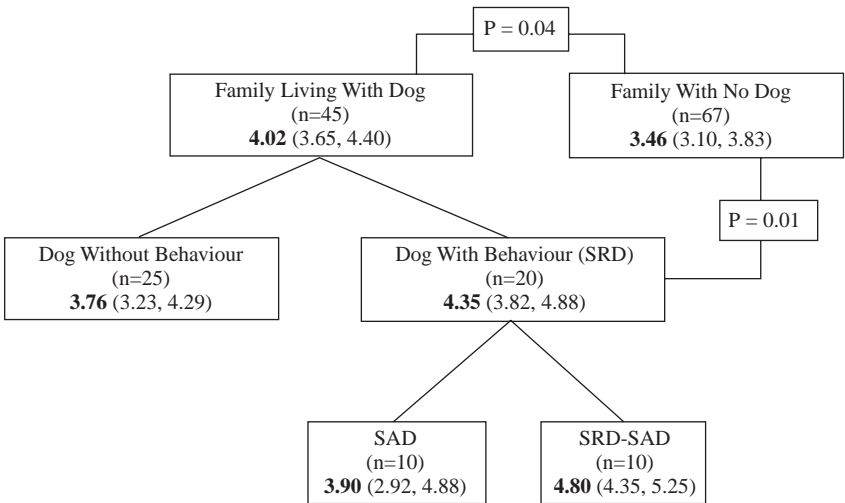 P = 0.04
Family Living With Dog
(n=45)
4.02 (3.65, 4.40)
Family With No Dog
(n=67)
3.46 (3.10, 3.83)
P = 0.01
Dog Without Behaviour
(n=25)
3.76 (3.23, 4.29)
Dog With Behaviour (SRD)
(n=20)
4.35 (3.82, 4.88)
SAD
(n=10)
3.90 (2.92, 4.88)
SRD-SAD
(n=10)
4.80 (4.35, 5.25)